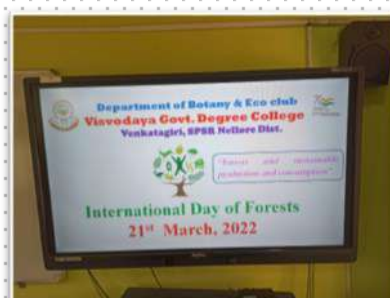 Department of Botany & Eco club
Visvodaya Govt. Degree College
Venkatagiri, SPSR Nellore Dist.
"Forest and sustainable
production and consumption"
International Day of Forests
21st March, 2022